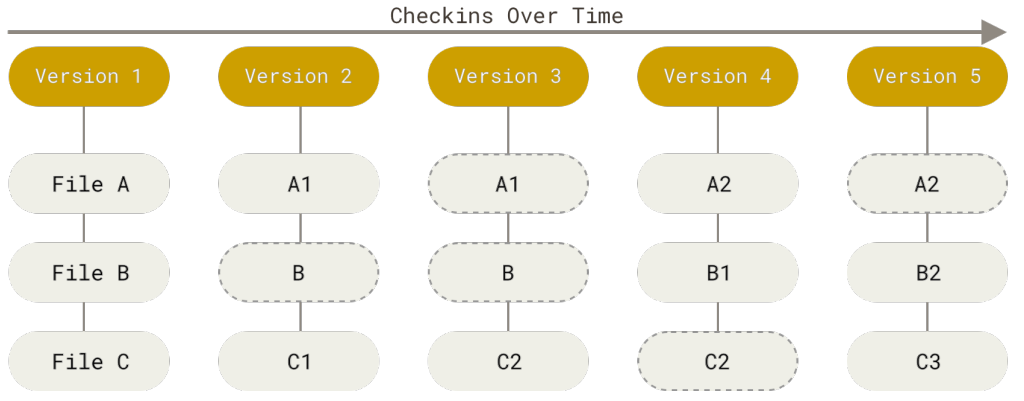 Checkins Over Time
Version 1 Version 2 Version 3 Version 4 Version 5
File A A1 A1 A2 A2
File B B B B1 B2
File C C1 C2 C2 C3